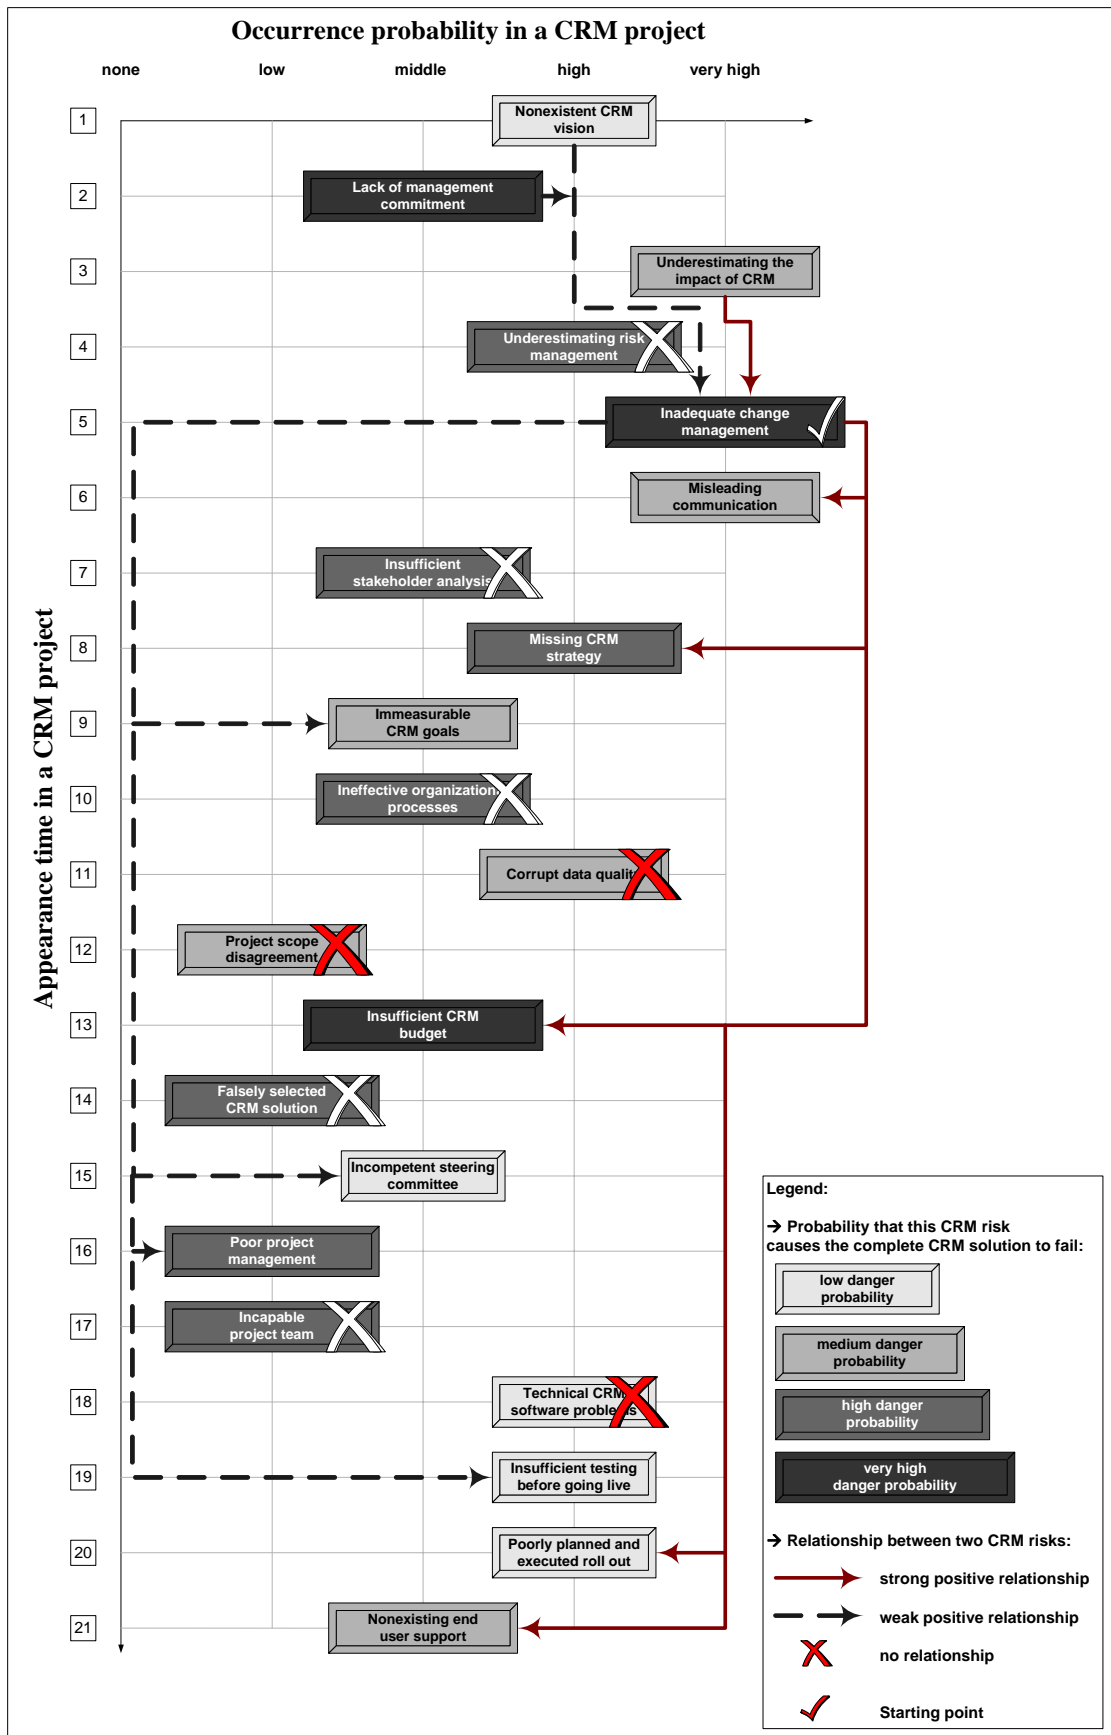 Occurrence probability in a CRM project
none low middle high very high
Appearance time in a CRM project
1
Nonexistent CRM
vision
2
Lack of management
commitment
3
Underestimating the
impact of CRM
4
Underestimating risk
management
5
Inadequate change
management
6
Misleading
communication
7
Insufficient
stakeholder analysis
8
Missing CRM
strategy
9
Immeasurable
CRM goals
10
Ineffective organization.
processes
11
Corrupt data quality
12
Project scope
disagreement
13
Insufficient CRM
budget
14
Falsely selected
CRM solution
15
Incompetent steering
committee
16
Poor project
management
17
Incapable
project team
18
Technical CRM
software problems
19
Insufficient testing
before going live
20
Poorly planned and
executed roll out
21
Nonexisting end
user support
Legend:
→ Probability that this CRM risk
causes the complete CRM solution to fail:
low danger
probability
medium danger
probability
high danger
probability
very high
danger probability
→ Relationship between two CRM risks:
strong positive relationship
weak positive relationship
no relationship
Starting point